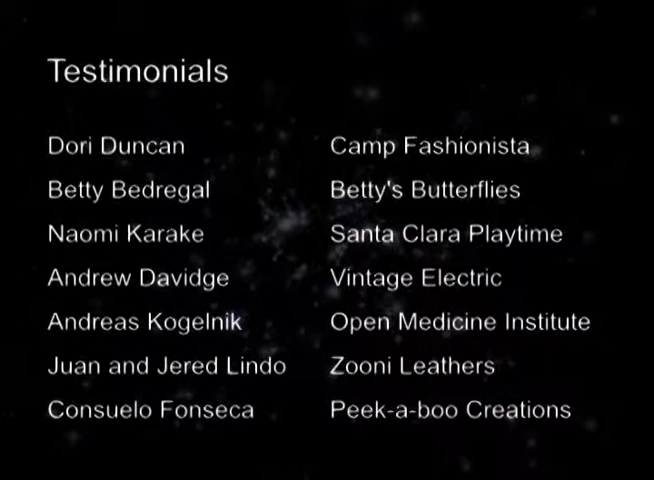 Testimonials
Dori Duncan Camp Fashionista
Betty Bedregal Betty's Butterflies
Naomi Karake Santa Clara Playtime
Andrew Davidge Vintage Electric
Andreas Kogelnik Open Medicine Institute
Juan and Jered Lindo Zooni Leathers
Consuelo Fonseca Peek-a-boo Creations